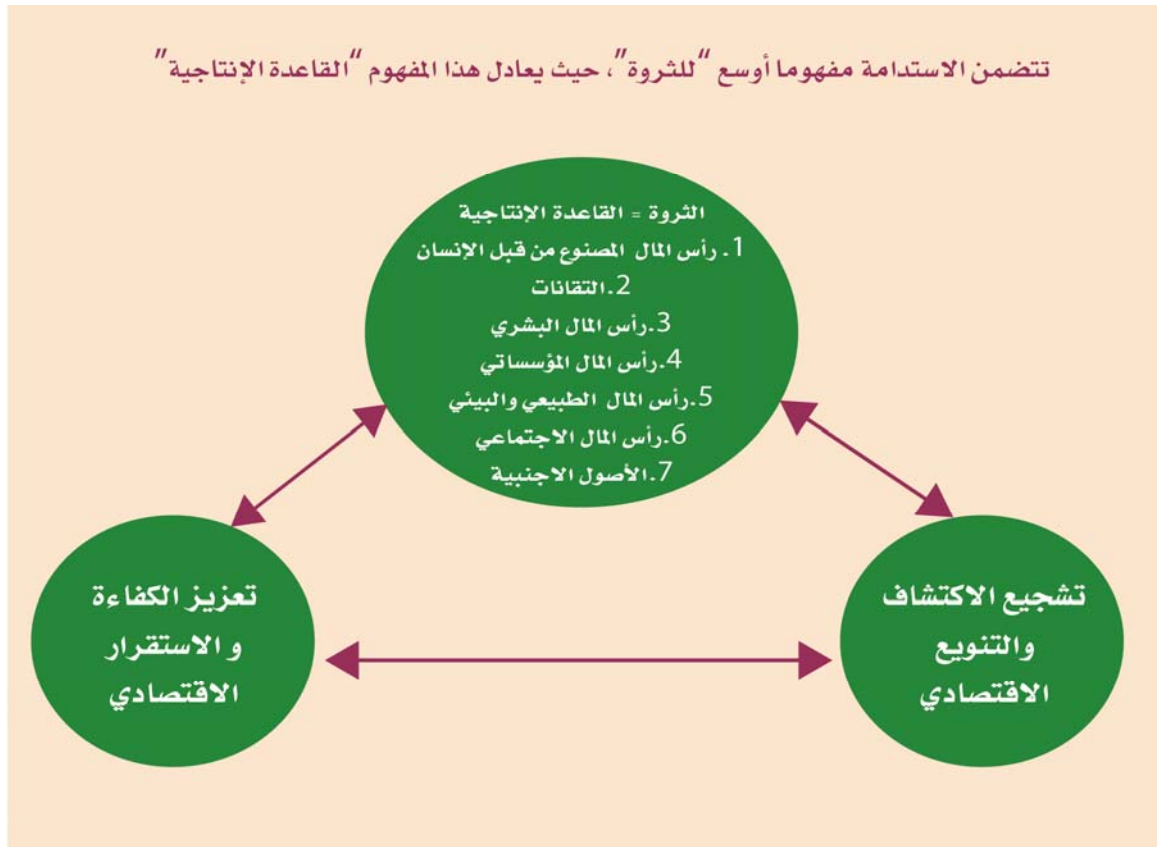 تتضمن الاستدامة مفهوما أوسع “للثروة”، حيث يعادل هذا المفهوم “القاعدة الإنتاجية”
الثروة = القاعدة الإنتاجية
1. رأس المال المصنوع من قبل الإنسان
2.التقانات
3.رأس المال البشري
4.رأس المال المؤسساتي
5.رأس المال الطبيعي والبيئي
6.رأس المال الاجتماعي
7.الأصول الاجنبية
تشجيع الاكتشاف
والتنويع
الاقتصادي
تعزيز الكفاءة
و الاستقرار
الاقتصادي